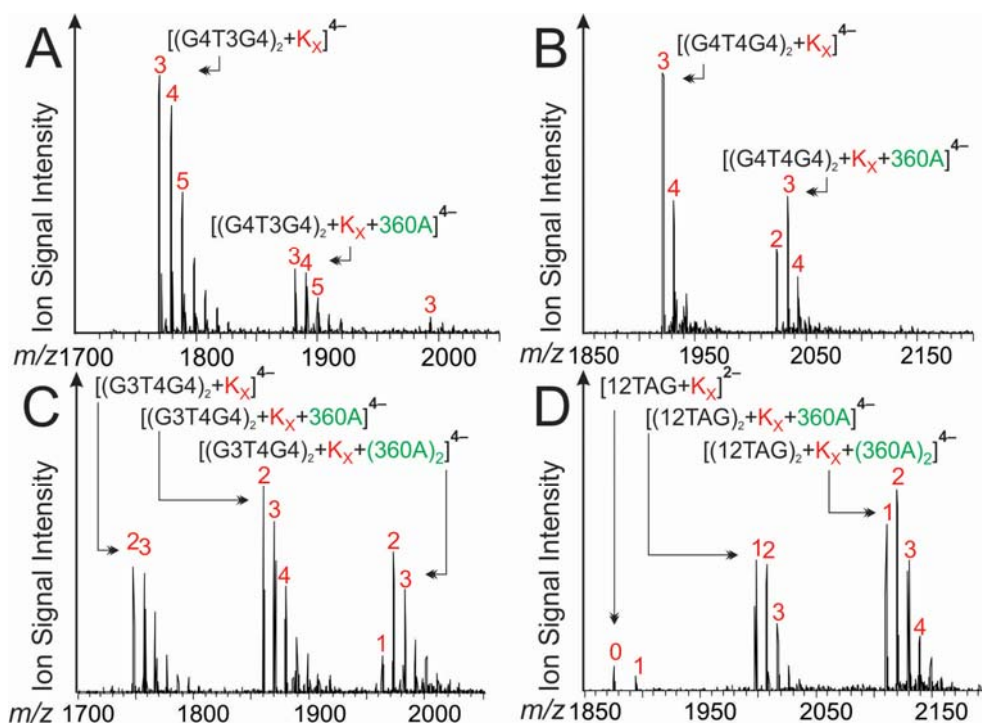 A
[(G4T3G4)₂+Kₓ]⁴⁻
3
4
5
[(G4T3G4)₂+Kₓ+360A]⁴⁻
3 4
5
3
Ion Signal Intensity
m/z 1700 1800 1900 2000
B
[(G4T4G4)₂+Kₓ]⁴⁻
3
4
[(G4T4G4)₂+Kₓ+360A]⁴⁻
3
2
4
Ion Signal Intensity
m/z 1850 1950 2050 2150
C
[(G3T4G4)₂+Kₓ]⁴⁻
[(G3T4G4)₂+Kₓ+360A]⁴⁻
[(G3T4G4)₂+Kₓ+(360A)₂]⁴⁻
2 3
2
3
4
2
3
1
Ion Signal Intensity
m/z 1700 1800 1900 2000
D
[12TAG+Kₓ]²⁻
[(12TAG)₂+Kₓ+360A]⁴⁻
[(12TAG)₂+Kₓ+(360A)₂]⁴⁻
0
1
1 2
3
1
2
3
4
Ion Signal Intensity
m/z 1850 1950 2050 2150